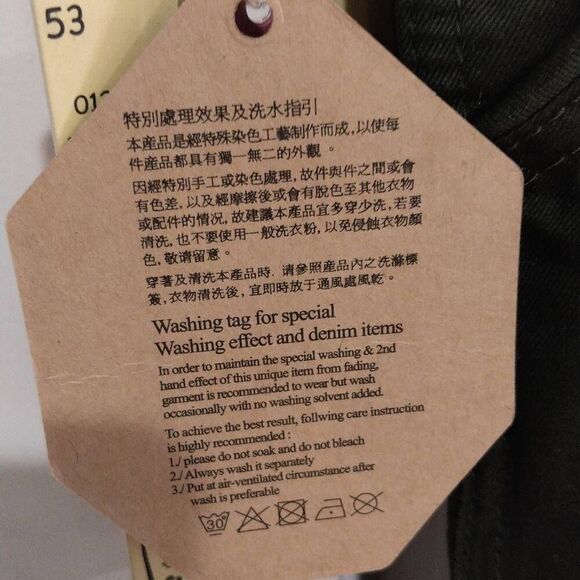 53
012
特別處理效果及洗水指引
本產品是經特殊染色工藝制作而成，以使每
件產品都具有獨一無二的外觀。
因經特別手工或染色處理，故件與件之間或會
有色差，以及經摩擦後或會有脫色至其他衣物
或配件的情况，故建議本產品宜多穿少洗，若要
清洗，也不要使用一般洗衣粉，以免侵蝕衣物顏
色，敬请留意。
穿著及清洗本產品時．请參照產品內之洗滌標
簽，衣物清洗後，宜即時放于通風處風乾。
Washing tag for special
Washing effect and denim items
In order to maintain the special washing & 2nd
hand effect of this unique item from fading,
garment is recommended to wear but wash
occasionally with no washing solvent added.
To achieve the best result, follwing care instruction
is highly recommended :
1./ please do not soak and do not bleach
2./ Always wash it separately
3./ Put at air-ventilated circumstance after
wash is preferable
30°